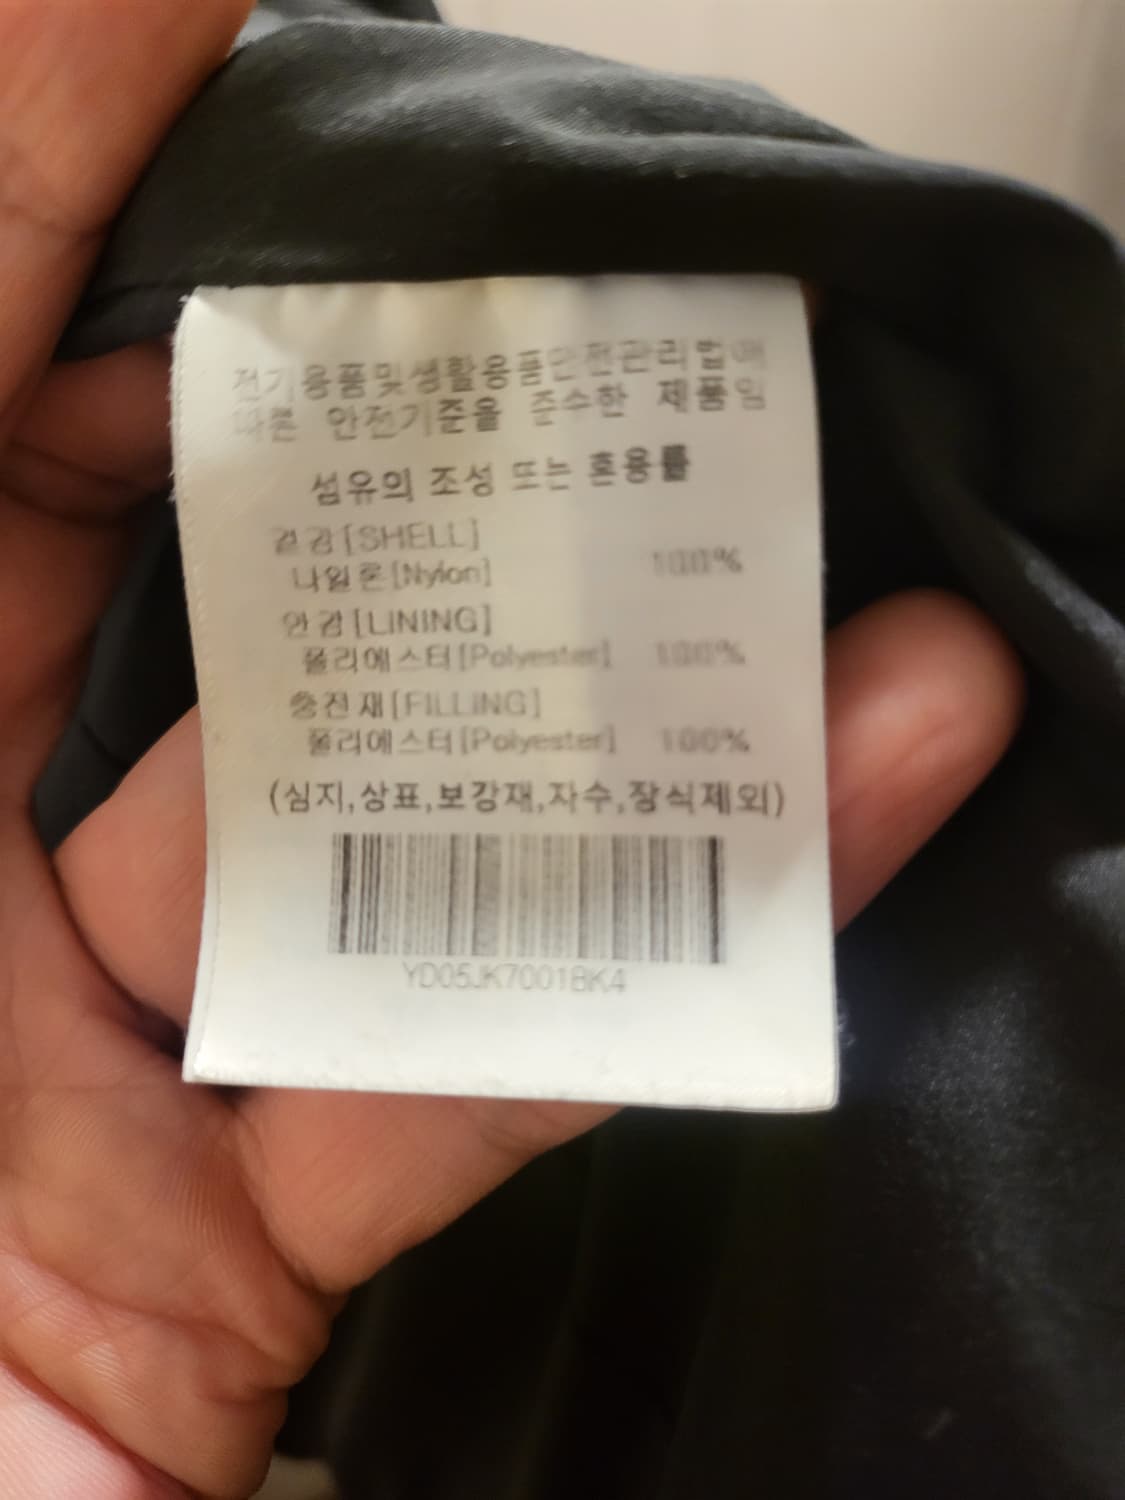 전기용품및생활용품안전관리법에
따른 안전기준을 준수한 제품임
섬유의 조성 또는 혼용률
겉감[SHELL]
나일론[Nylon] 100%
안감[LINING]
폴리에스터[Polyester] 100%
충전재[FILLING]
폴리에스터[Polyester] 100%
(심지,상표,보강재,자수,장식제외)
YD05JK7001BK4